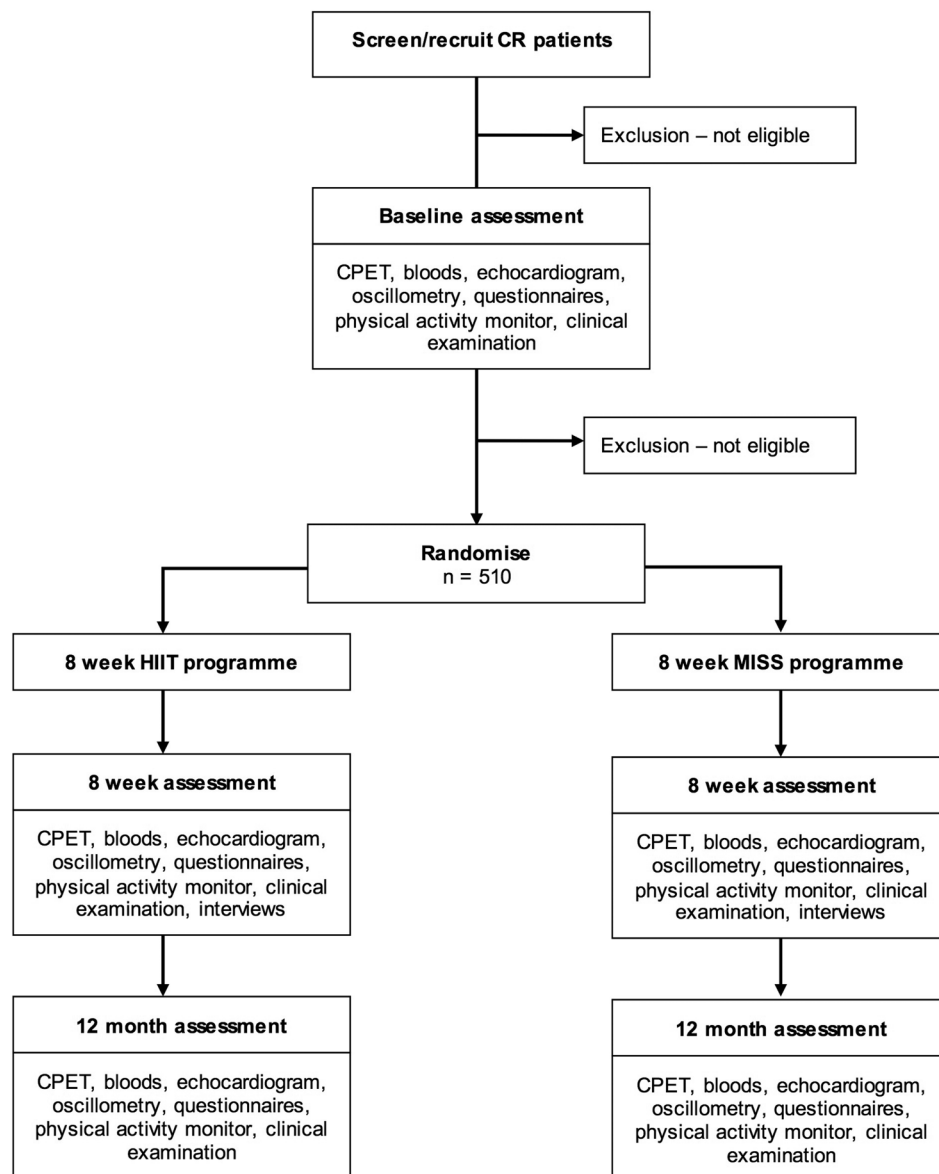 Screen/recruit CR patients
Exclusion – not eligible
Baseline assessment
CPET, bloods, echocardiogram,
oscillometry, questionnaires,
physical activity monitor, clinical
examination
Exclusion – not eligible
Randomise
n = 510
8 week HIIT programme
8 week MISS programme
8 week assessment
CPET, bloods, echocardiogram,
oscillometry, questionnaires,
physical activity monitor, clinical
examination, interviews
8 week assessment
CPET, bloods, echocardiogram,
oscillometry, questionnaires,
physical activity monitor, clinical
examination, interviews
12 month assessment
CPET, bloods, echocardiogram,
oscillometry, questionnaires,
physical activity monitor, clinical
examination
12 month assessment
CPET, bloods, echocardiogram,
oscillometry, questionnaires,
physical activity monitor, clinical
examination